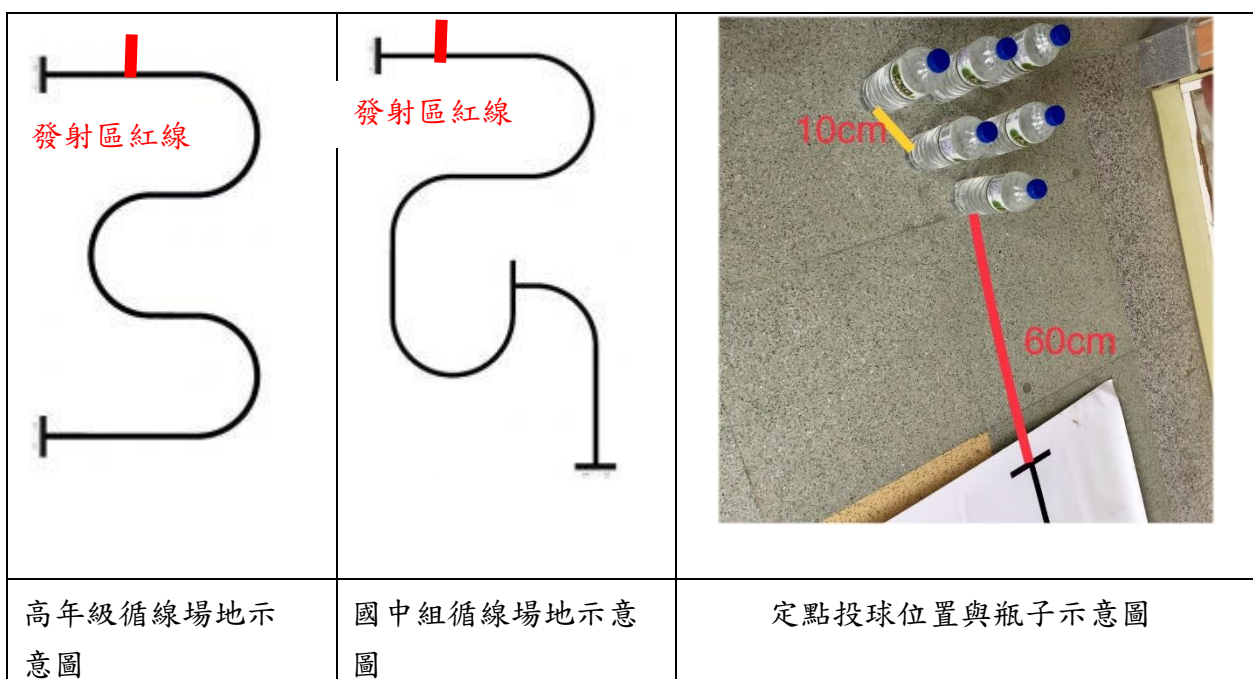 發射區紅線
發射區紅線
10cm
60cm
高年級循線場地示
意圖
國中組循線場地示意
圖
定點投球位置與瓶子示意圖